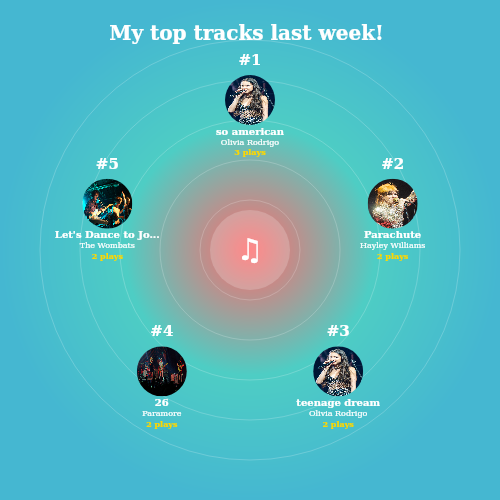 My top tracks last week!
#1
so american
Olivia Rodrigo
3 plays
#2
Parachute
Hayley Williams
2 plays
#3
teenage dream
Olivia Rodrigo
2 plays
#4
26
Paramore
2 plays
#5
Let's Dance to Jo...
The Wombats
2 plays